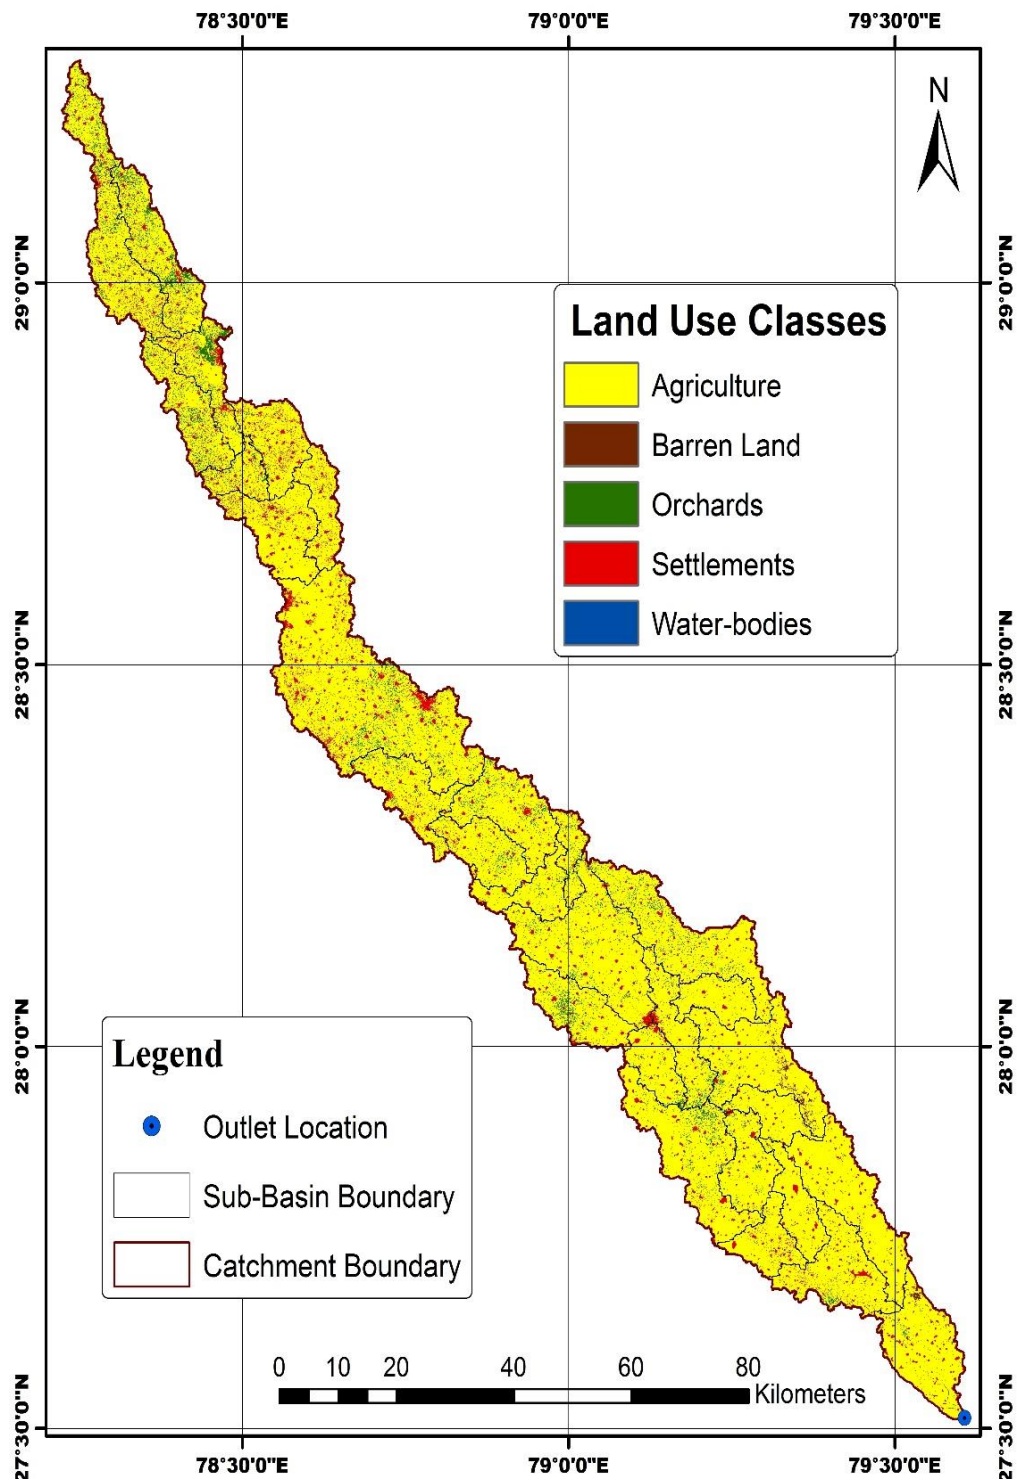 78°30'0"E 79°0'0"E 79°30'0"E
N
29°0'0"N 29°0'0"N
Land Use Classes
Agriculture
Barren Land
Orchards
Settlements
Water-bodies
28°30'0"N 28°30'0"N
28°0'0"N 28°0'0"N
Legend
Outlet Location
Sub-Basin Boundary
Catchment Boundary
0 10 20 40 60 80
Kilometers
27°30'0"N 27°30'0"N
78°30'0"E 79°0'0"E 79°30'0"E